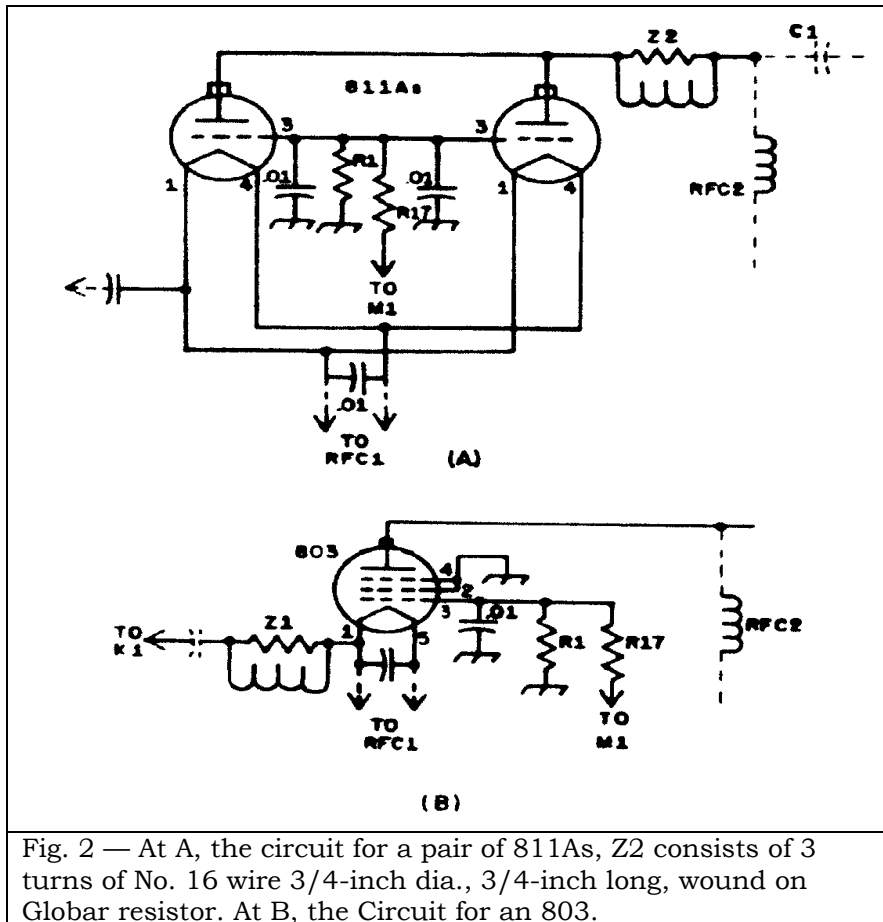 C1
Z2
811As
3
3
R1
.01
.01
1
4
R17
1
4
RFC2
TO
M1
.01
TO
RFC1
(A)
803
4
2
3
.01
Z1
TO
K1
1
5
R1
R17
RFC2
TO
RFC1
TO
M1
(B)
Fig. 2 — At A, the circuit for a pair of 811As, Z2 consists of 3
turns of No. 16 wire 3/4-inch dia., 3/4-inch long, wound on
Globar resistor. At B, the Circuit for an 803.